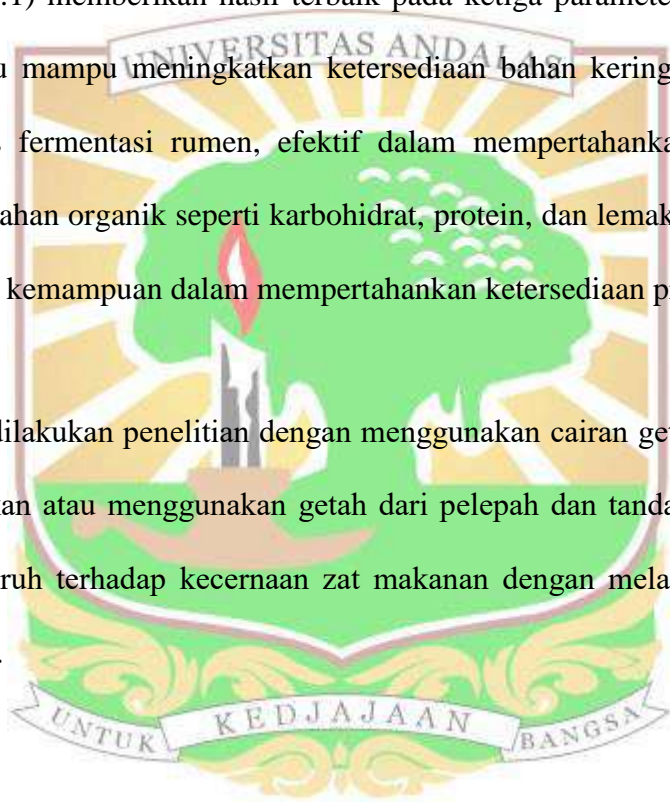 .1) memberikan hasil terbaik pada ketiga parameter
UNIVERSITAS ANDALAS
u mampu meningkatkan ketersediaan bahan kering
fermentasi rumen, efektif dalam mempertahanka
ahan organik seperti karbohidrat, protein, dan lemak
kemampuan dalam mempertahankan ketersediaan p
dilakukan penelitian dengan menggunakan cairan get
kan atau menggunakan getah dari pelepah dan tanda
ruh terhadap kecernaan zat makanan dengan mela
UNTUK KEDJAJAAN BANGSA